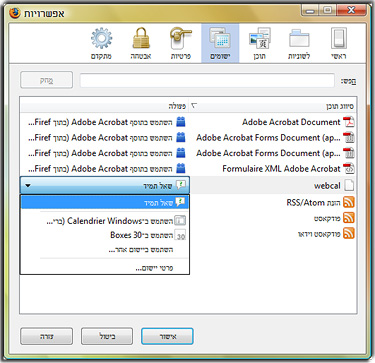 אפשרויות
ראשי
לשוניות
תוכן
יישומים
פרטיות
אבטחה
מתקדם
חפש:
מחק
סיווג תוכן
פעולה
Adobe Acrobat Document
השתמש בתוסף Adobe Acrobat (בתוך Firef...
Adobe Acrobat Forms Document (ap...
השתמש בתוסף Adobe Acrobat (בתוך Firef...
Adobe Acrobat Forms Document (ap...
השתמש בתוסף Adobe Acrobat (בתוך Firef...
Formulaire XML Adobe Acrobat
השתמש בתוסף Adobe Acrobat (בתוך Firef...
webcal
שאל תמיד
הזנת RSS/Atom
פודקאסט
פודקאסט וידאו
שאל תמיד
השתמש ב־Calendrier Windows (ברי...
השתמש ב־30 Boxes
השתמש ביישום אחר...
פרטי יישום...
אישור
ביטול
עזרה